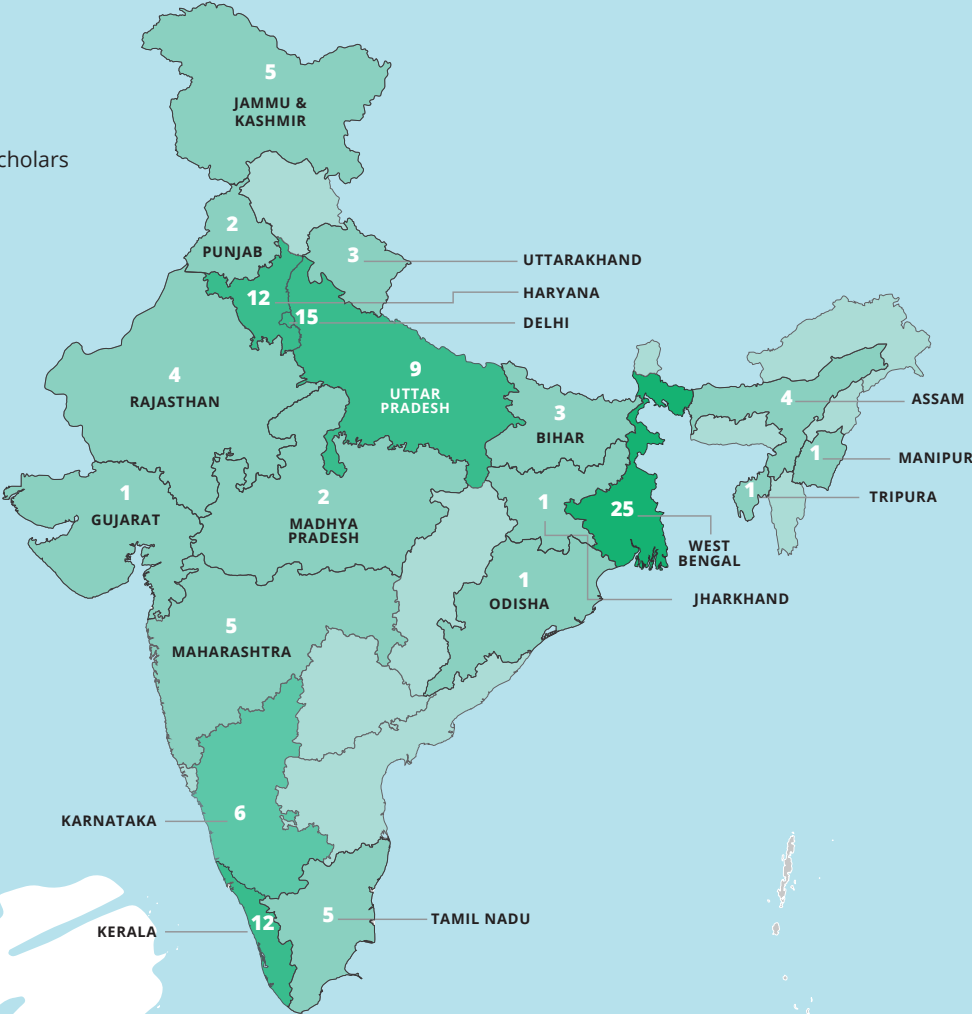 5
JAMMU &
KASHMIR
cholars
2
PUNJAB
3
UTTARAKHAND
12
HARYANA
15
DELHI
4
RAJASTHAN
9
UTTAR
PRADESH
3
BIHAR
4
ASSAM
1
MANIPUR
1
TRIPURA
1
GUJARAT
2
MADHYA
PRADESH
1
JHARKHAND
25
WEST
BENGAL
1
ODISHA
5
MAHARASHTRA
6
KARNATAKA
12
KERALA
5
TAMIL NADU